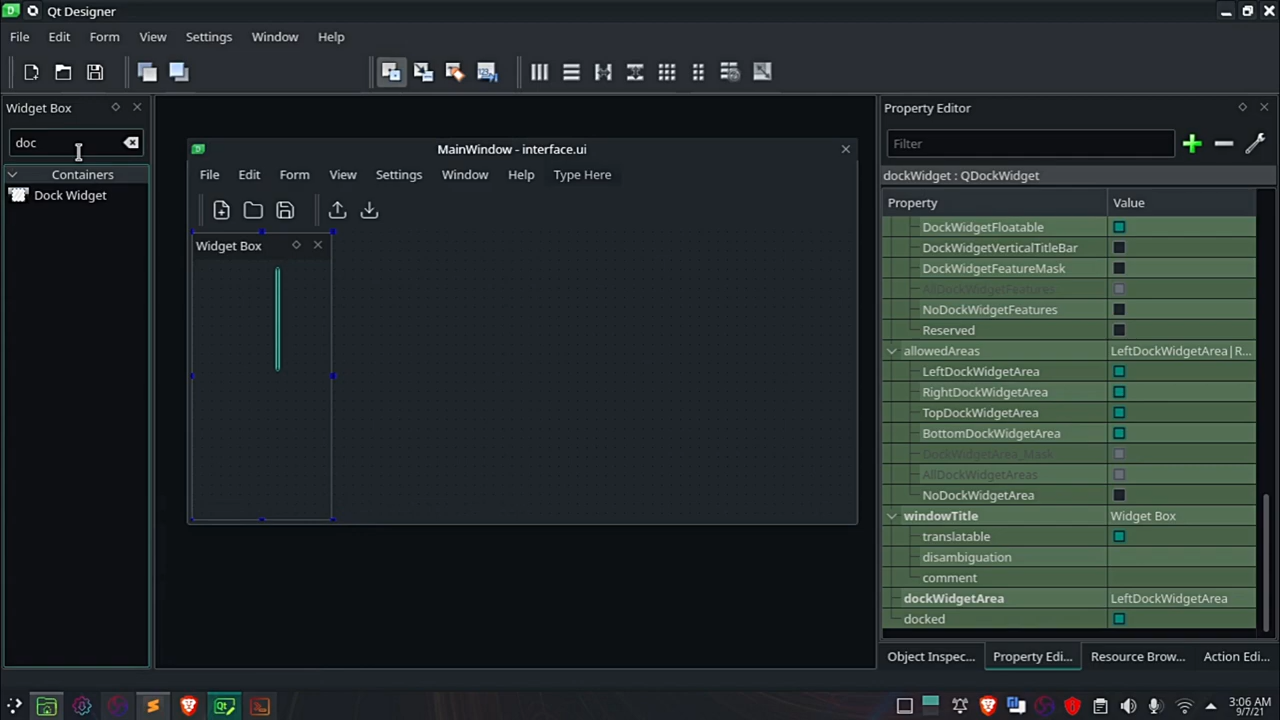 Qt Designer
File Edit Form View Settings Window Help
Widget Box
doc
Containers
Dock Widget
MainWindow - interface.ui
File Edit Form View Settings Window Help Type Here
Widget Box
Property Editor
Filter
dockWidget : QDockWidget
Property Value
DockWidgetFloatable
DockWidgetVerticalTitleBar
DockWidgetFeatureMask
AllDockWidgetFeatures
NoDockWidgetFeatures
Reserved
allowedAreas LeftDockWidgetArea|R...
LeftDockWidgetArea
RightDockWidgetArea
TopDockWidgetArea
BottomDockWidgetArea
DockWidgetArea_Mask
AllDockWidgetAreas
NoDockWidgetArea
windowTitle Widget Box
translatable
disambiguation
comment
dockWidgetArea LeftDockWidgetArea
docked
Object Inspec... Property Edi... Resource Brow... Action Edi...
3:06 AM
9/7/21